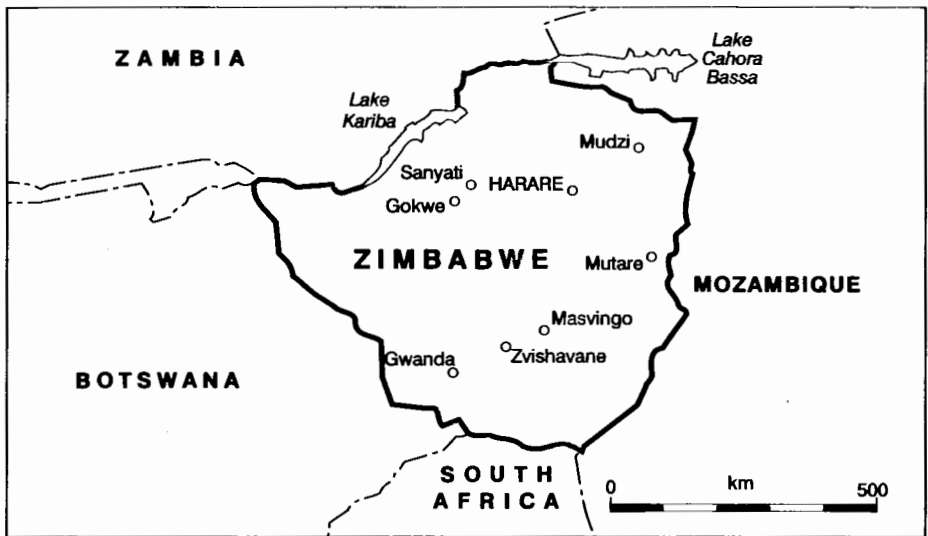 ZAMBIA
Lake
Cahora
Bassa
Lake
Kariba
Mudzi
Sanyati
HARARE
Gokwe
ZIMBABWE
Mutare
MOZAMBIQUE
Masvingo
Zvishavane
Gwanda
BOTSWANA
SOUTH
AFRICA
0 km 500